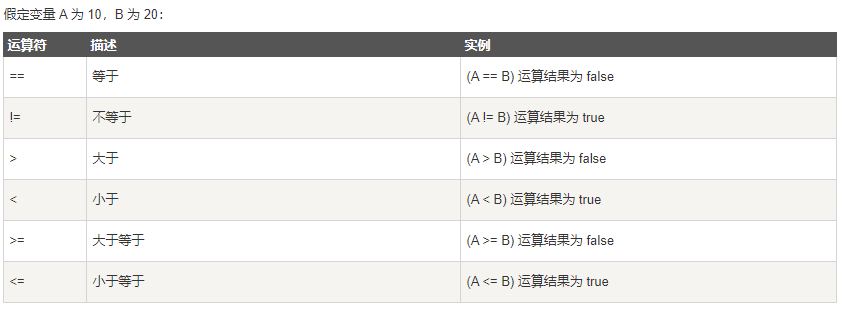 假定变量 A 为 10，B 为 20：
运算符 描述 实例
== 等于 (A == B) 运算结果为 false
!= 不等于 (A != B) 运算结果为 true
> 大于 (A > B) 运算结果为 false
< 小于 (A < B) 运算结果为 true
>= 大于等于 (A >= B) 运算结果为 false
<= 小于等于 (A <= B) 运算结果为 true